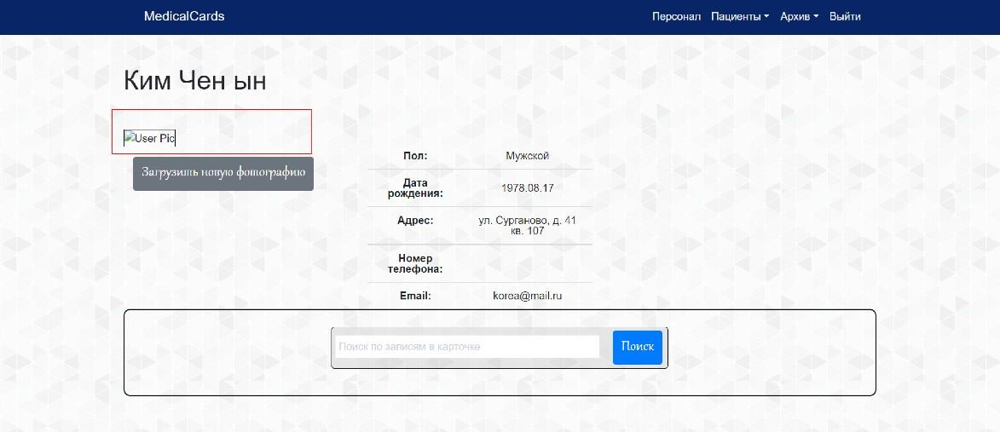 MedicalCards Персонал Пациенты Архив Выйти
Ким Чен ын
User Pic
Загрузить новую фотографию
Пол: Мужской
Дата рождения: 1978.08.17
Адрес: ул. Сурганово, д. 41 кв. 107
Номер телефона:
Email: korea@mail.ru
Поиск по записям в карточке Поиск